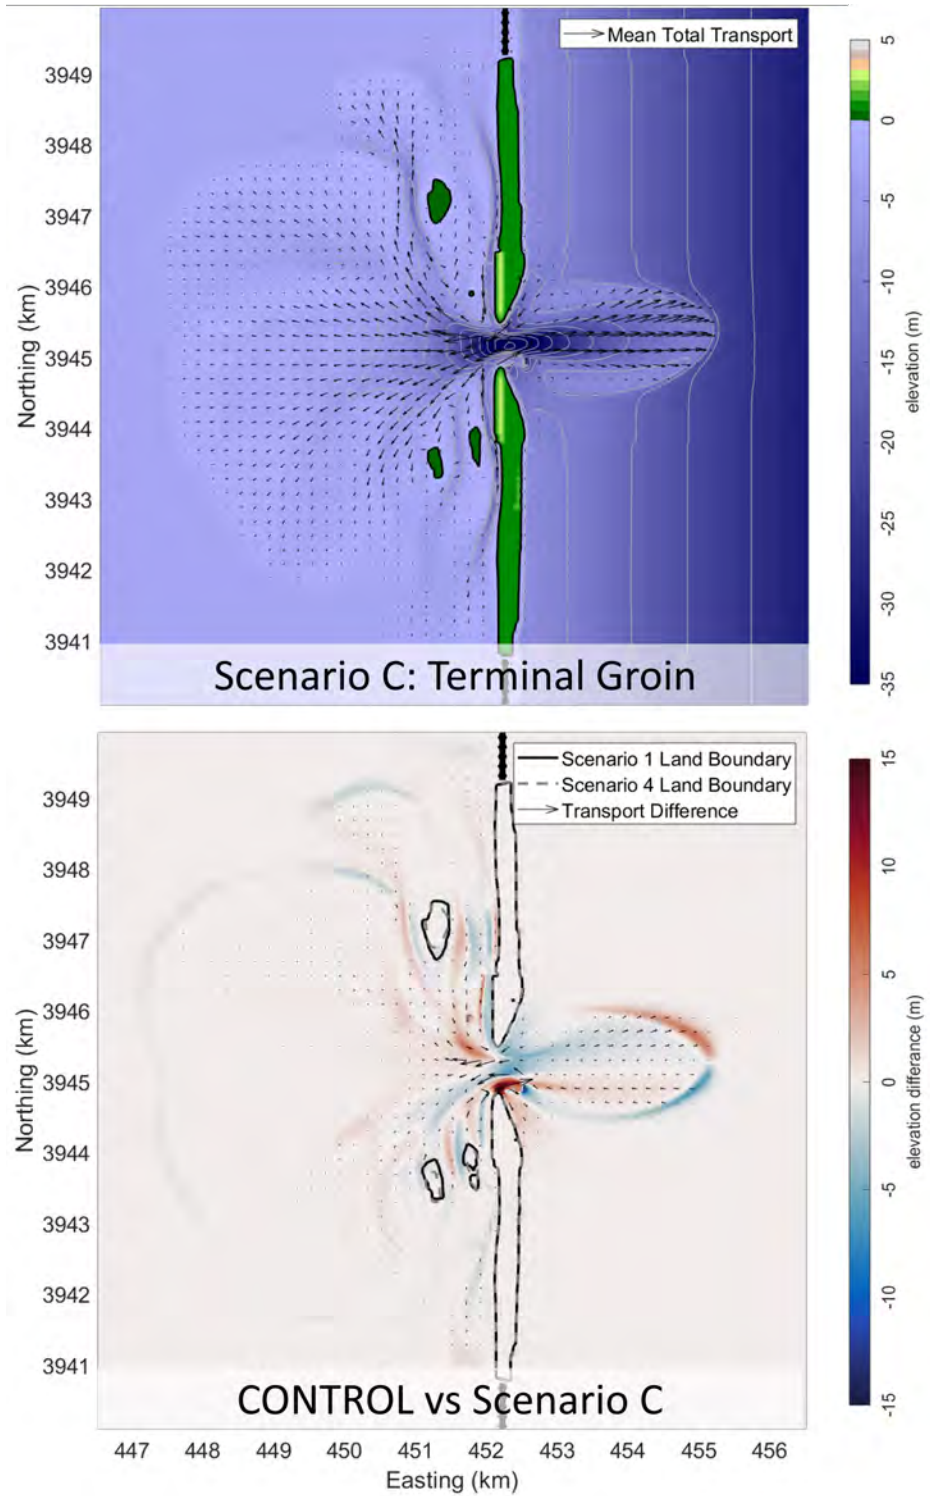 Mean Total Transport
3949
3948
3947
3946
3945
3944
3943
3942
3941
Northing (km)
5
0
-5
-10
-15
-20
-25
-30
-35
elevation (m)
Scenario C: Terminal Groin
Scenario 1 Land Boundary
Scenario 4 Land Boundary
Transport Difference
3949
3948
3947
3946
3945
3944
3943
3942
3941
Northing (km)
15
10
5
0
-5
-10
-15
elevation differance (m)
CONTROL vs Scenario C
447 448 449 450 451 452 453 454 455 456
Easting (km)